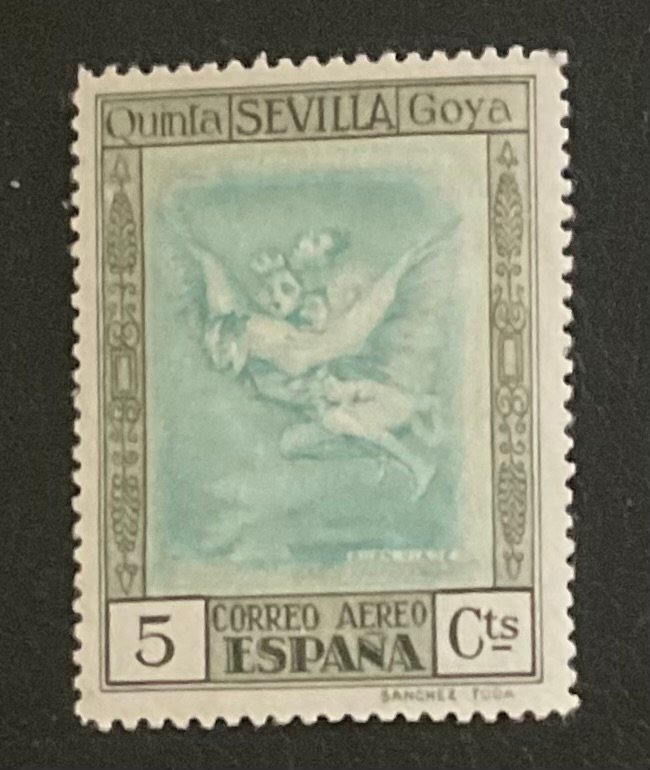 Quinta SEVILLA Goya
5 CORREO AEREO Cts
ESPAÑA
SANCHEZ TODA